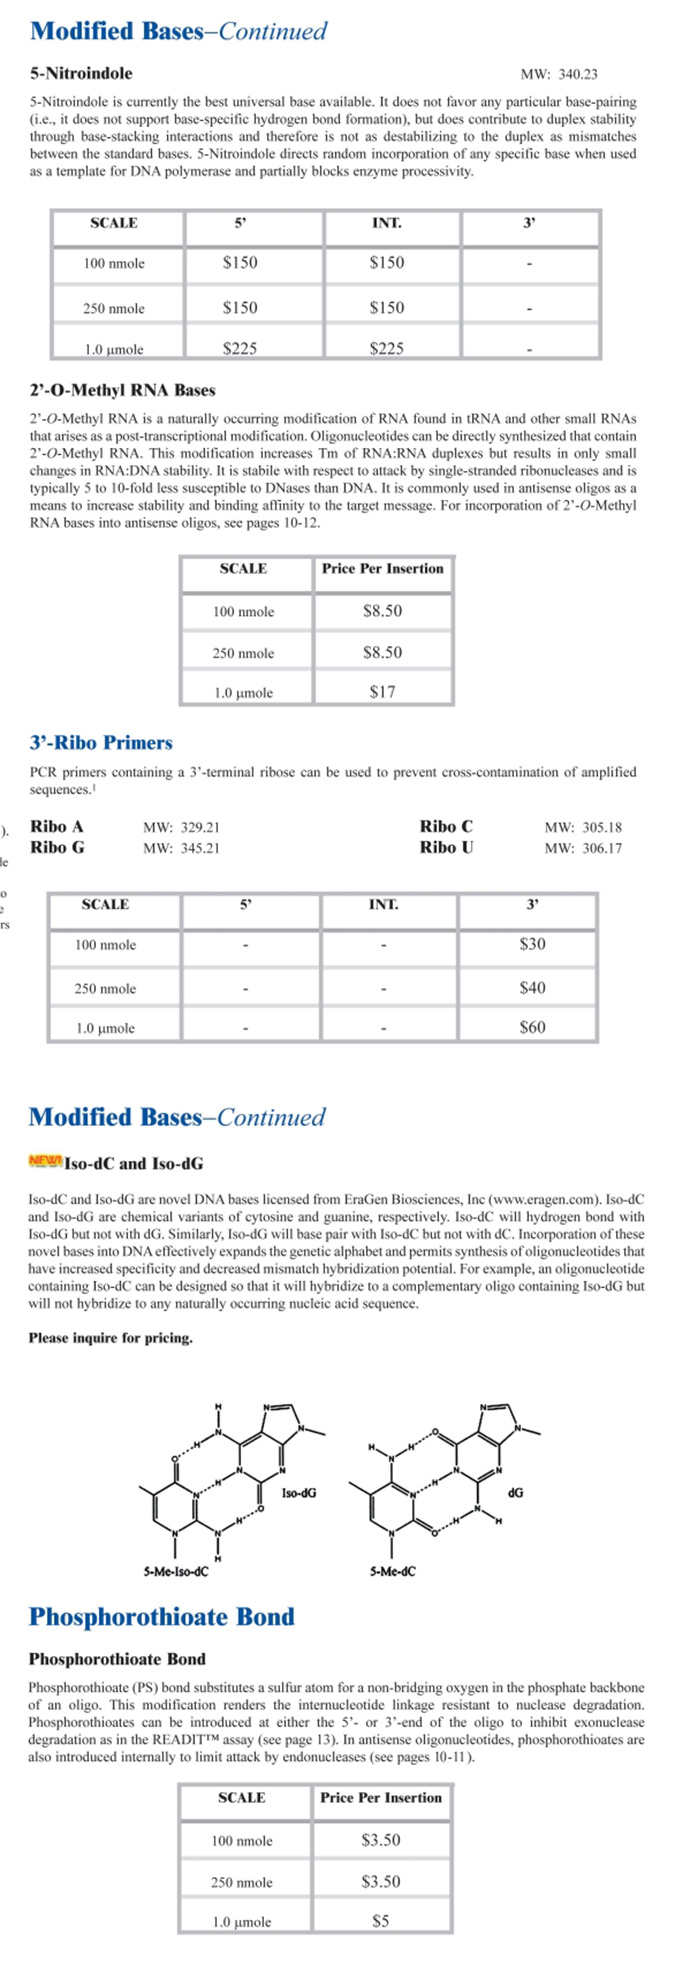 Modified Bases–Continued
5-Nitroindole MW: 340.23
5-Nitroindole is currently the best universal base available. It does not favor any particular base-pairing
(i.e., it does not support base-specific hydrogen bond formation), but does contribute to duplex stability
through base-stacking interactions and therefore is not as destabilizing to the duplex as mismatches
between the standard bases. 5-Nitroindole directs random incorporation of any specific base when used
as a template for DNA polymerase and partially blocks enzyme processivity.
SCALE 5’ INT. 3’
100 nmole $150 $150 -
250 nmole $150 $150 -
1.0 µmole $225 $225 -
2’-O-Methyl RNA Bases
2’-O-Methyl RNA is a naturally occurring modification of RNA found in tRNA and other small RNAs
that arises as a post-transcriptional modification. Oligonucleotides can be directly synthesized that contain
2’-O-Methyl RNA. This modification increases Tm of RNA:RNA duplexes but results in only small
changes in RNA:DNA stability. It is stabile with respect to attack by single-stranded ribonucleases and is
typically 5 to 10-fold less susceptible to DNases than DNA. It is commonly used in antisense oligos as a
means to increase stability and binding affinity to the target message. For incorporation of 2’-O-Methyl
RNA bases into antisense oligos, see pages 10-12.
SCALE Price Per Insertion
100 nmole $8.50
250 nmole $8.50
1.0 µmole $17
3’-Ribo Primers
PCR primers containing a 3’-terminal ribose can be used to prevent cross-contamination of amplified
sequences.1
). Ribo A MW: 329.21 Ribo C MW: 305.18
Ribo G MW: 345.21 Ribo U MW: 306.17
le
o
e
rs
SCALE 5’ INT. 3’
100 nmole - - $30
250 nmole - - $40
1.0 µmole - - $60
Modified Bases–Continued
NEW! Iso-dC and Iso-dG
Iso-dC and Iso-dG are novel DNA bases licensed from EraGen Biosciences, Inc (www.eragen.com). Iso-dC
and Iso-dG are chemical variants of cytosine and guanine, respectively. Iso-dC will hydrogen bond with
Iso-dG but not with dG. Similarly, Iso-dG will base pair with Iso-dC but not with dC. Incorporation of these
novel bases into DNA effectively expands the genetic alphabet and permits synthesis of oligonucleotides that
have increased specificity and decreased mismatch hybridization potential. For example, an oligonucleotide
containing Iso-dC can be designed so that it will hybridize to a complementary oligo containing Iso-dG but
will not hybridize to any naturally occurring nucleic acid sequence.
Please inquire for pricing.
H N N
N N
O H H H O
N N
H N
N H N H N
N H O Iso-dG
N N H O dG
N N
H H
5-Me-Iso-dC 5-Me-dC
Phosphorothioate Bond
Phosphorothioate Bond
Phosphorothioate (PS) bond substitutes a sulfur atom for a non-bridging oxygen in the phosphate backbone
of an oligo. This modification renders the internucleotide linkage resistant to nuclease degradation.
Phosphorothioates can be introduced at either the 5’- or 3’-end of the oligo to inhibit exonuclease
degradation as in the READIT™ assay (see page 13). In antisense oligonucleotides, phosphorothioates are
also introduced internally to limit attack by endonucleases (see pages 10-11).
SCALE Price Per Insertion
100 nmole $3.50
250 nmole $3.50
1.0 µmole $5